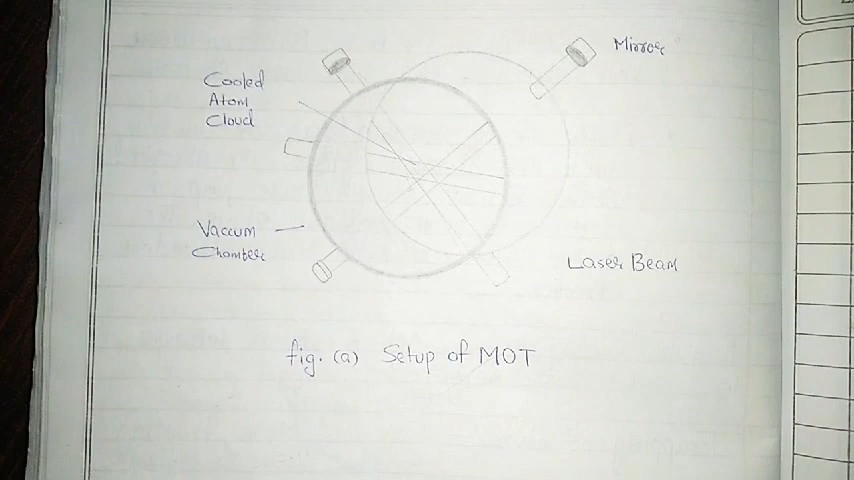 Mirror
Cooled
Atom
Cloud
Vaccum
Chamber
Laser Beam
fig. (a) Setup of MOT